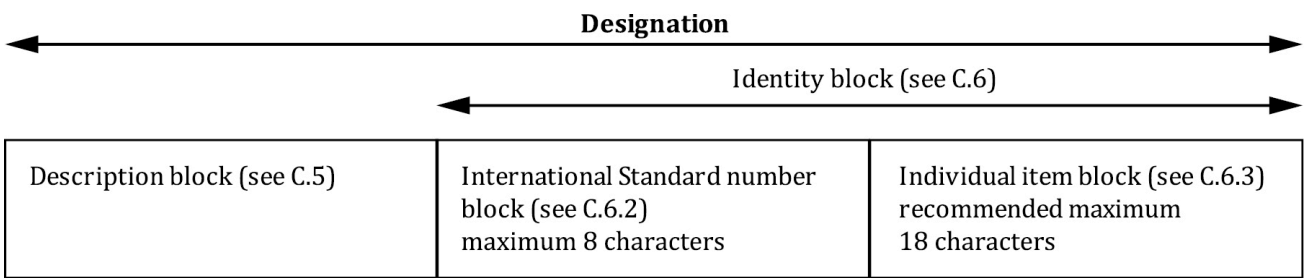 Designation
Identity block (see C.6)
Description block (see C.5)
International Standard number
block (see C.6.2)
maximum 8 characters
Individual item block (see C.6.3)
recommended maximum
18 characters